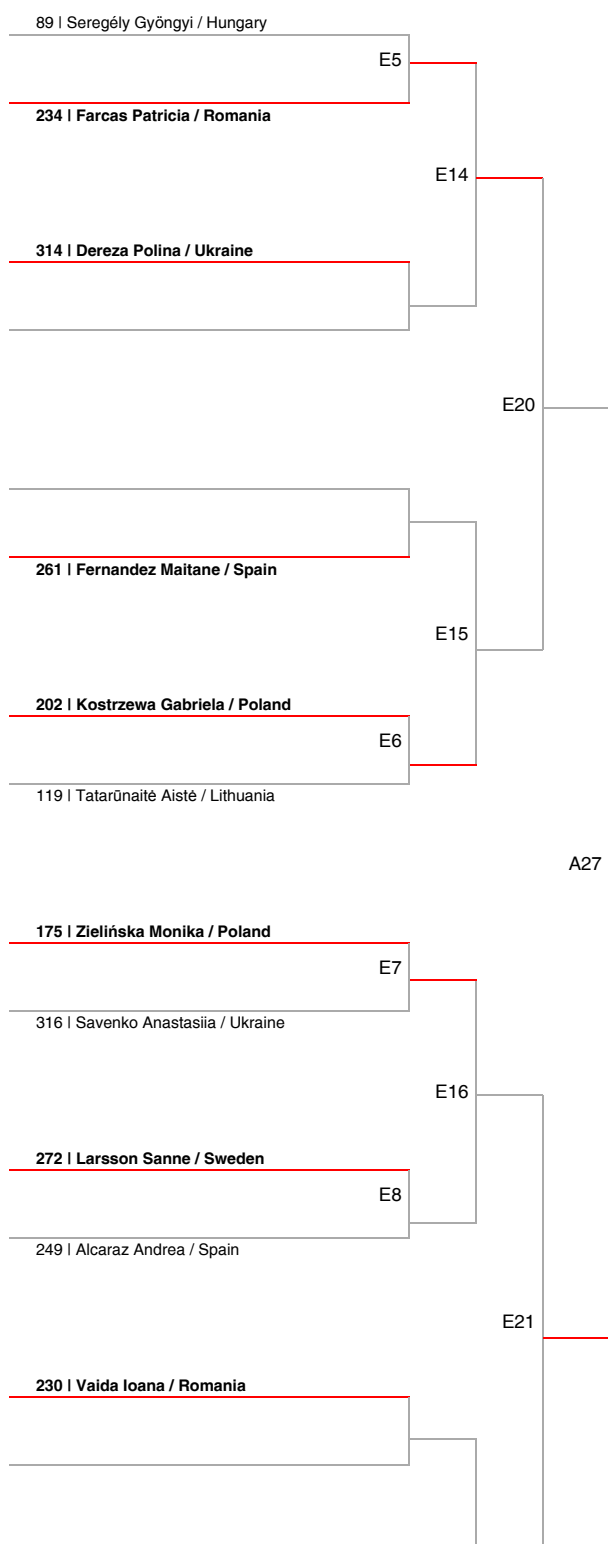 89 | Seregély Gyöngyi / Hungary
E5
234 | Farcas Patricia / Romania
E14
314 | Dereza Polina / Ukraine
E20
261 | Fernandez Maitane / Spain
E15
202 | Kostrzewa Gabriela / Poland
E6
119 | Tatarūnaitė Aistė / Lithuania
A27
175 | Zielińska Monika / Poland
E7
316 | Savenko Anastasiia / Ukraine
E16
272 | Larsson Sanne / Sweden
E8
249 | Alcaraz Andrea / Spain
E21
230 | Vaida Ioana / Romania